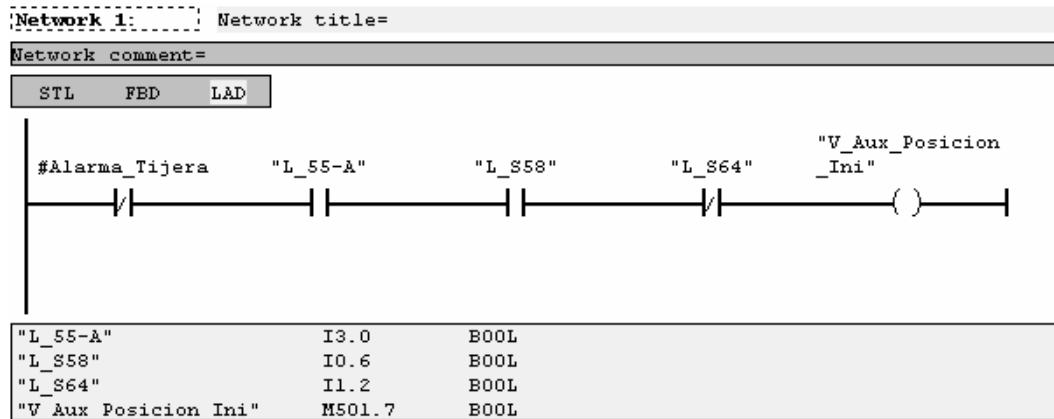 Network 1: Network title=
Network comment=
STL FBD LAD
"V_Aux_Posicion
#Alarma_Tijera "L_55-A" "L_S58" "L_S64" _Ini"
"L_55-A" I3.0 BOOL
"L_S58" I0.6 BOOL
"L_S64" I1.2 BOOL
"V_Aux_Posicion_Ini" M501.7 BOOL